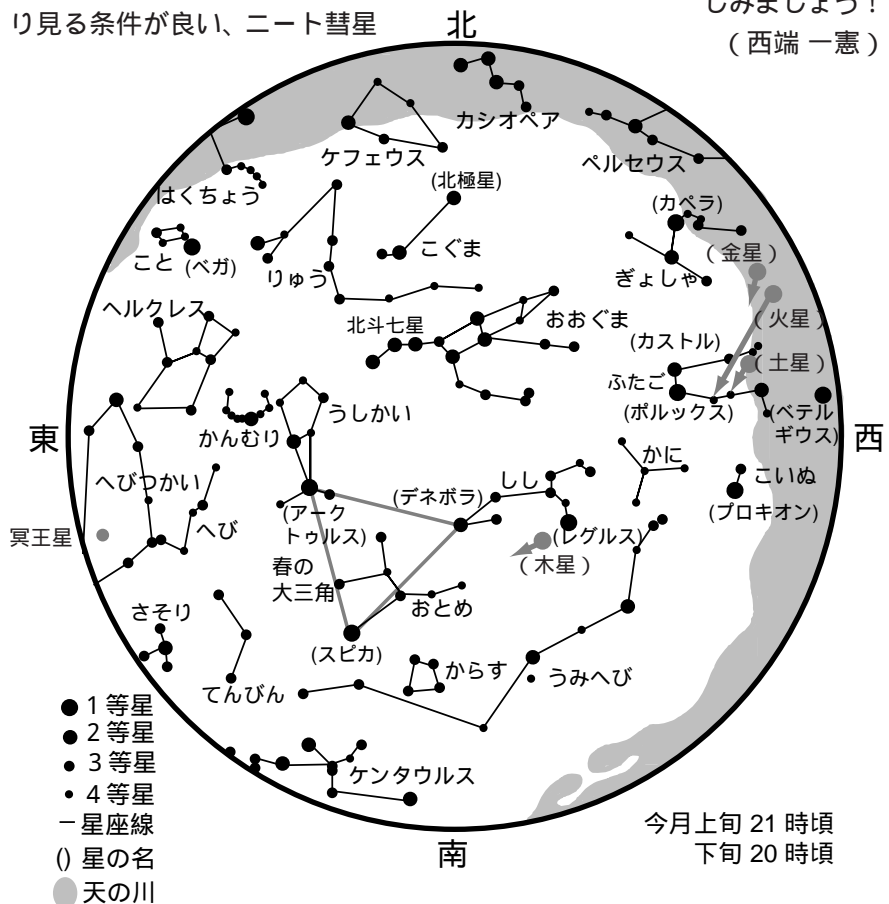 り見る条件が良い、ニート彗星
しみましょう！
（西端 一憲）
北
カシオペア
ケフェウス
ペルセウス
はくちょう
(北極星)
(カペラ)
こぐま
こと (ベガ)
りゅう
ぎょしゃ
（金星）
ヘルクレス
北斗七星
おおぐま
（火星）
(カストル)
（土星）
ふたご
(ポルックス)
(ベテル
ギウス)
うしかい
かんむり
東
西
へびつかい
かに
しし
こいぬ
(デネボラ)
(プロキオン)
(アーク
トゥルス)
へび
(レグルス)
冥王星
（木星）
春の
大三角
おとめ
さそり
(スピカ)
からす
うみへび
てんびん
ケンタウルス
1 等星
2 等星
3 等星
4 等星
星座線
() 星の名
天の川
今月上旬 21 時頃
下旬 20 時頃
南